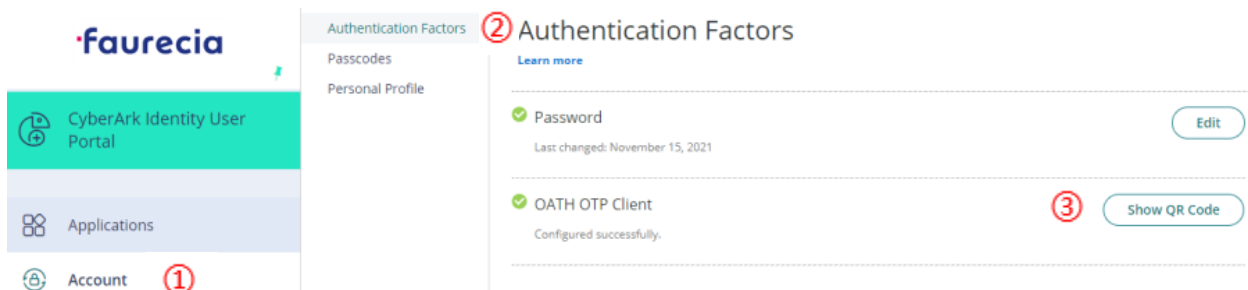 faurecia
CyberArk Identity User
Portal
Applications
Account ①
Authentication Factors ②
Passcodes
Personal Profile
Authentication Factors
Learn more
Password
Edit
Last changed: November 15, 2021
OATH OTP Client
③ Show QR Code
Configured successfully.